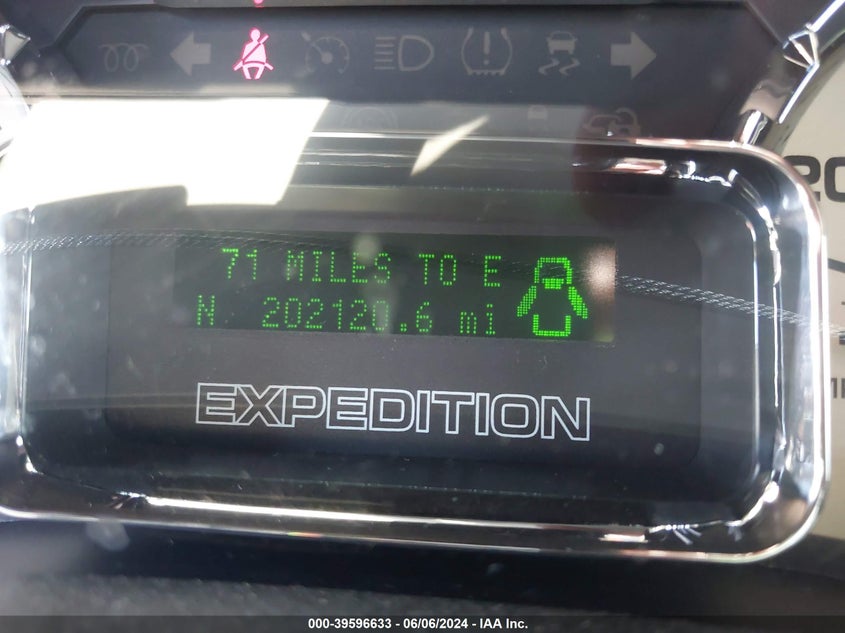 71 MILES TO E
N 202120.6 mi
EXPEDITION
000-39596633 - 06/06/2024 - IAA Inc.